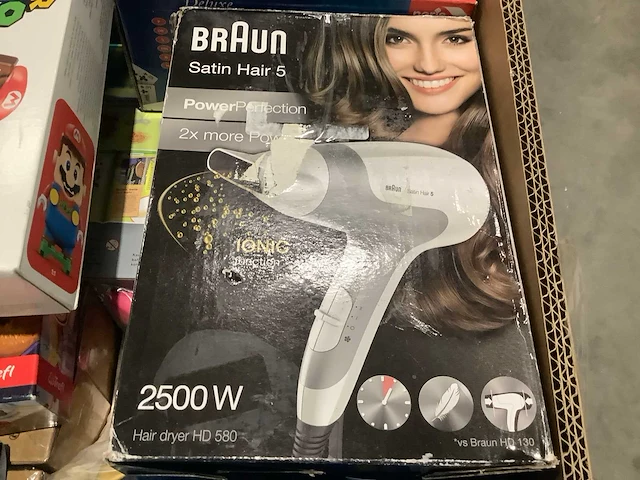 Deluxe
BRAUN
Satin Hair 5
PowerPerfection
2x more Pow
BRAUN Satin Hair 5
IONIC
function
2500 W
Hair dryer HD 580
*vs Braun HD 130